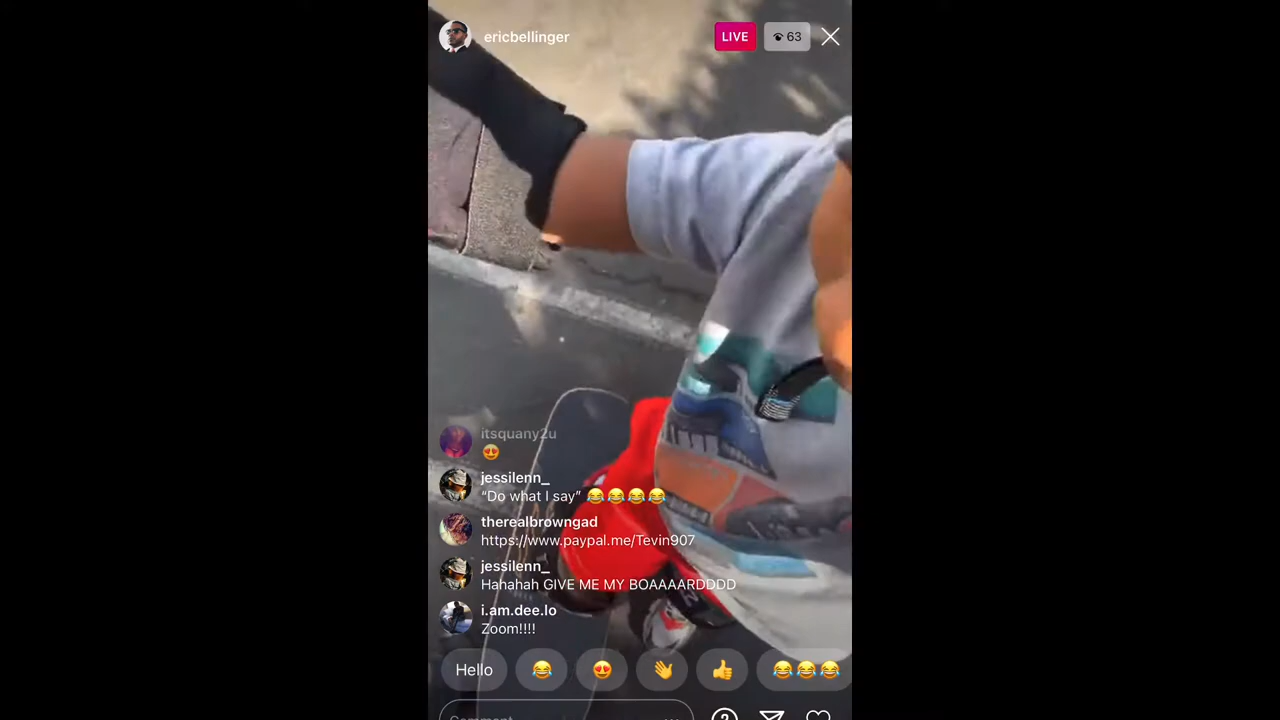 ericbellinger
LIVE
63
itsquany2u
😍
jessilenn_
“Do what I say” 😂😂😂😂
therealbrowngad
https://www.paypal.me/Tevin907
jessilenn_
Hahahah GIVE ME MY BOAAAARDDDD
i.am.dee.lo
Zoom!!!!
Hello 😂 😍 👋 👍 😂😂😂
Comment